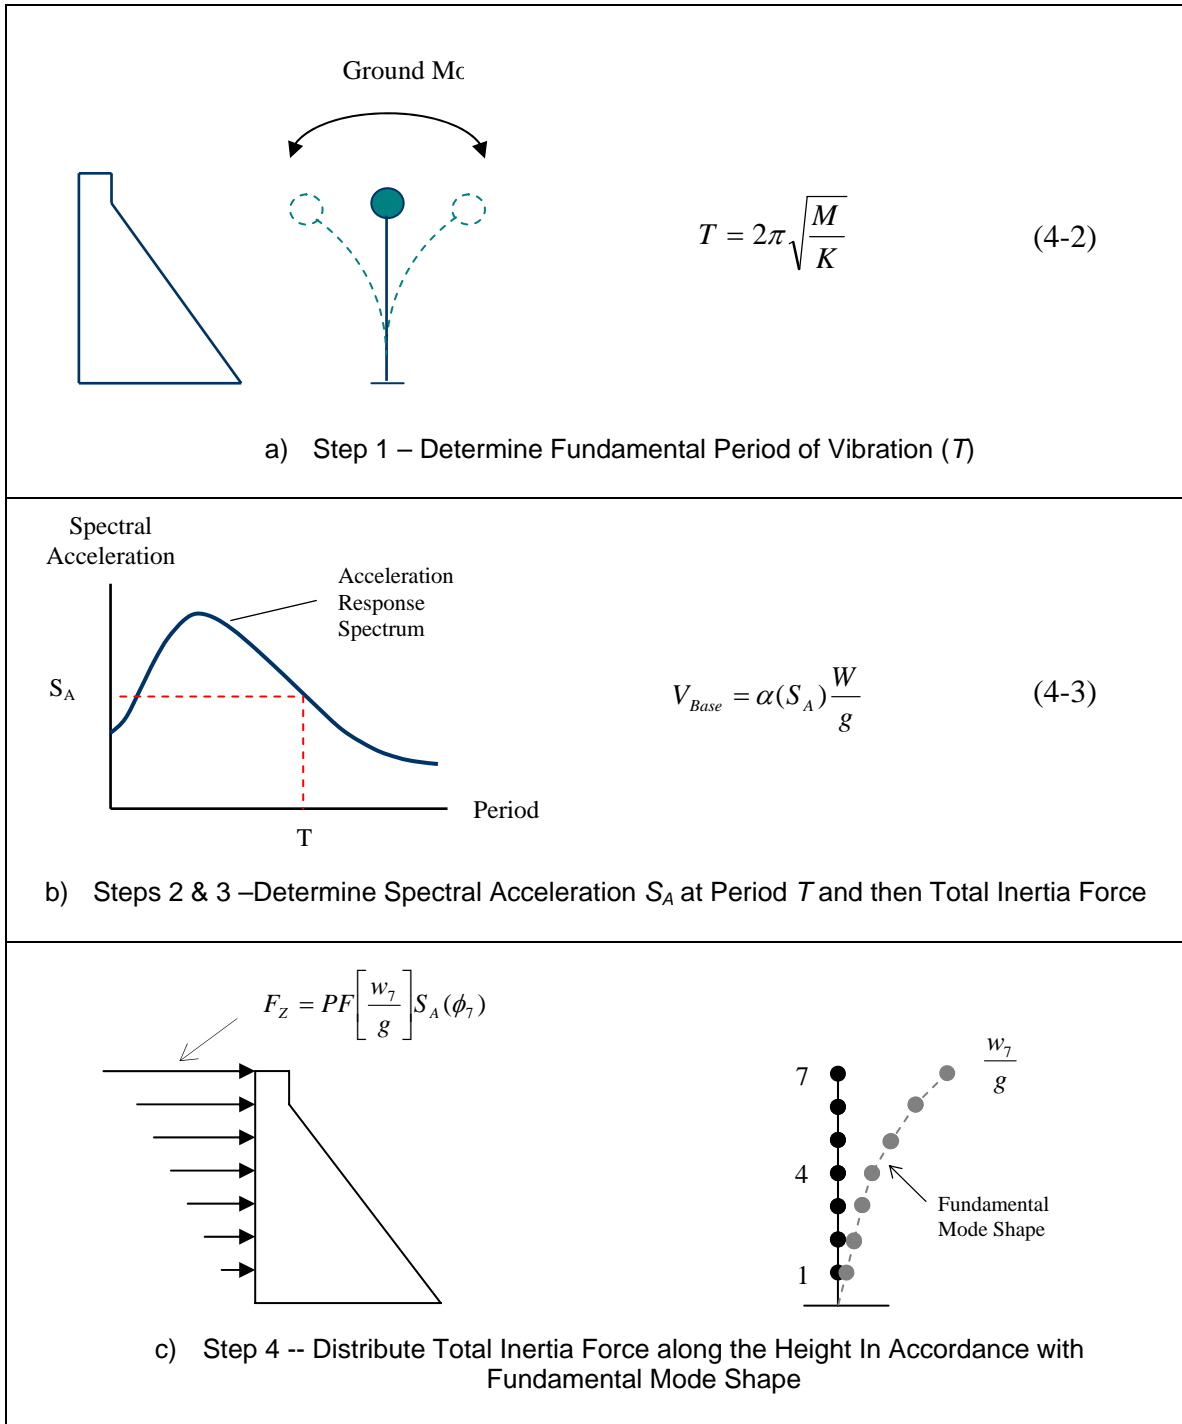 Ground Mo
T = 2π√(M/K)
(4-2)
a) Step 1 – Determine Fundamental Period of Vibration (T)
Spectral
Acceleration
Acceleration
Response
Spectrum
S_A
T
Period
V_Base = α(S_A) W/g
(4-3)
b) Steps 2 & 3 –Determine Spectral Acceleration S_A at Period T and then Total Inertia Force
F_Z = PF[w_7/g]S_A(ϕ_7)
w_7/g
7
4
1
Fundamental
Mode Shape
c) Step 4 -- Distribute Total Inertia Force along the Height In Accordance with
Fundamental Mode Shape